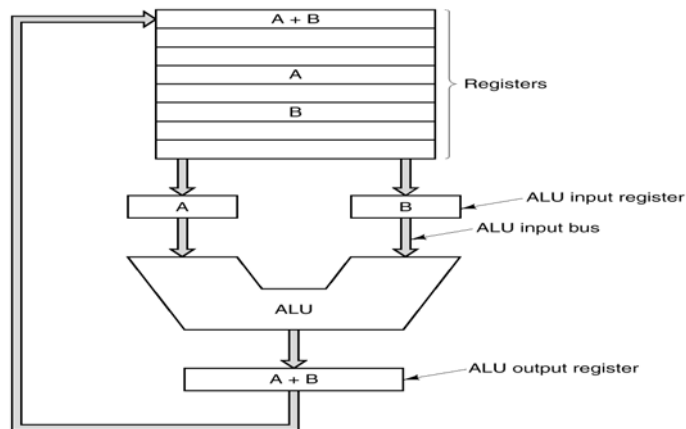 A + B
A
Registers
B
A
B
ALU input register
ALU input bus
ALU
A + B
ALU output register